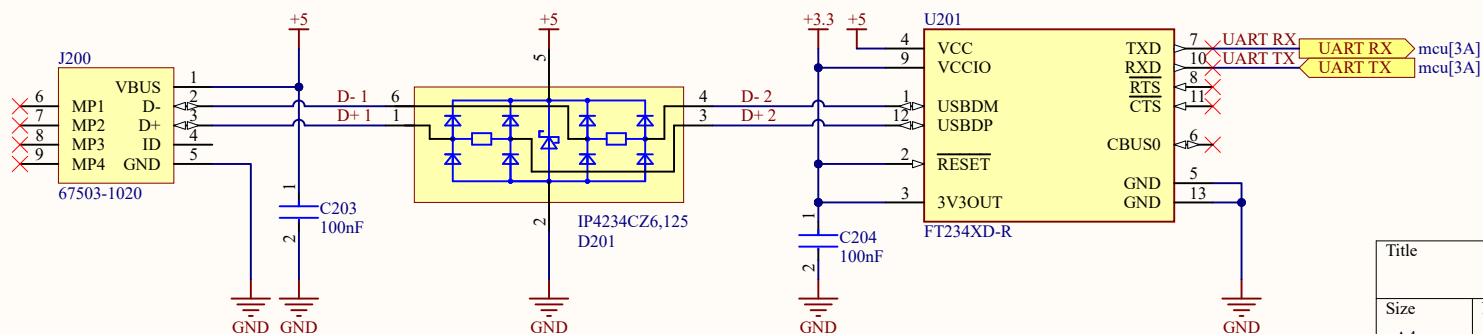 +5
+5
+3.3 +5
U201
J200
VBUS 1
D- 2
D+ 3
ID 4
GND 5
6 MP1
7 MP2
8 MP3
9 MP4
67503-1020
1
C203
100nF
2
D- 1
D+ 1
6
1
5
4
3
2
IP4234CZ6,125
D201
D- 2
D+ 2
1
C204
100nF
2
4 VCC
9 VCCIO
1 USBDM
12 USBDP
2 RESET
3 3V3OUT
TXD 7
RXD 10
RTS 8
CTS 11
CBUS0 6
GND 5
GND 13
FT234XD-R
UART RX UART RX mcu[3A]
UART TX UART TX mcu[3A]
GND GND GND GND GND
Title
Size